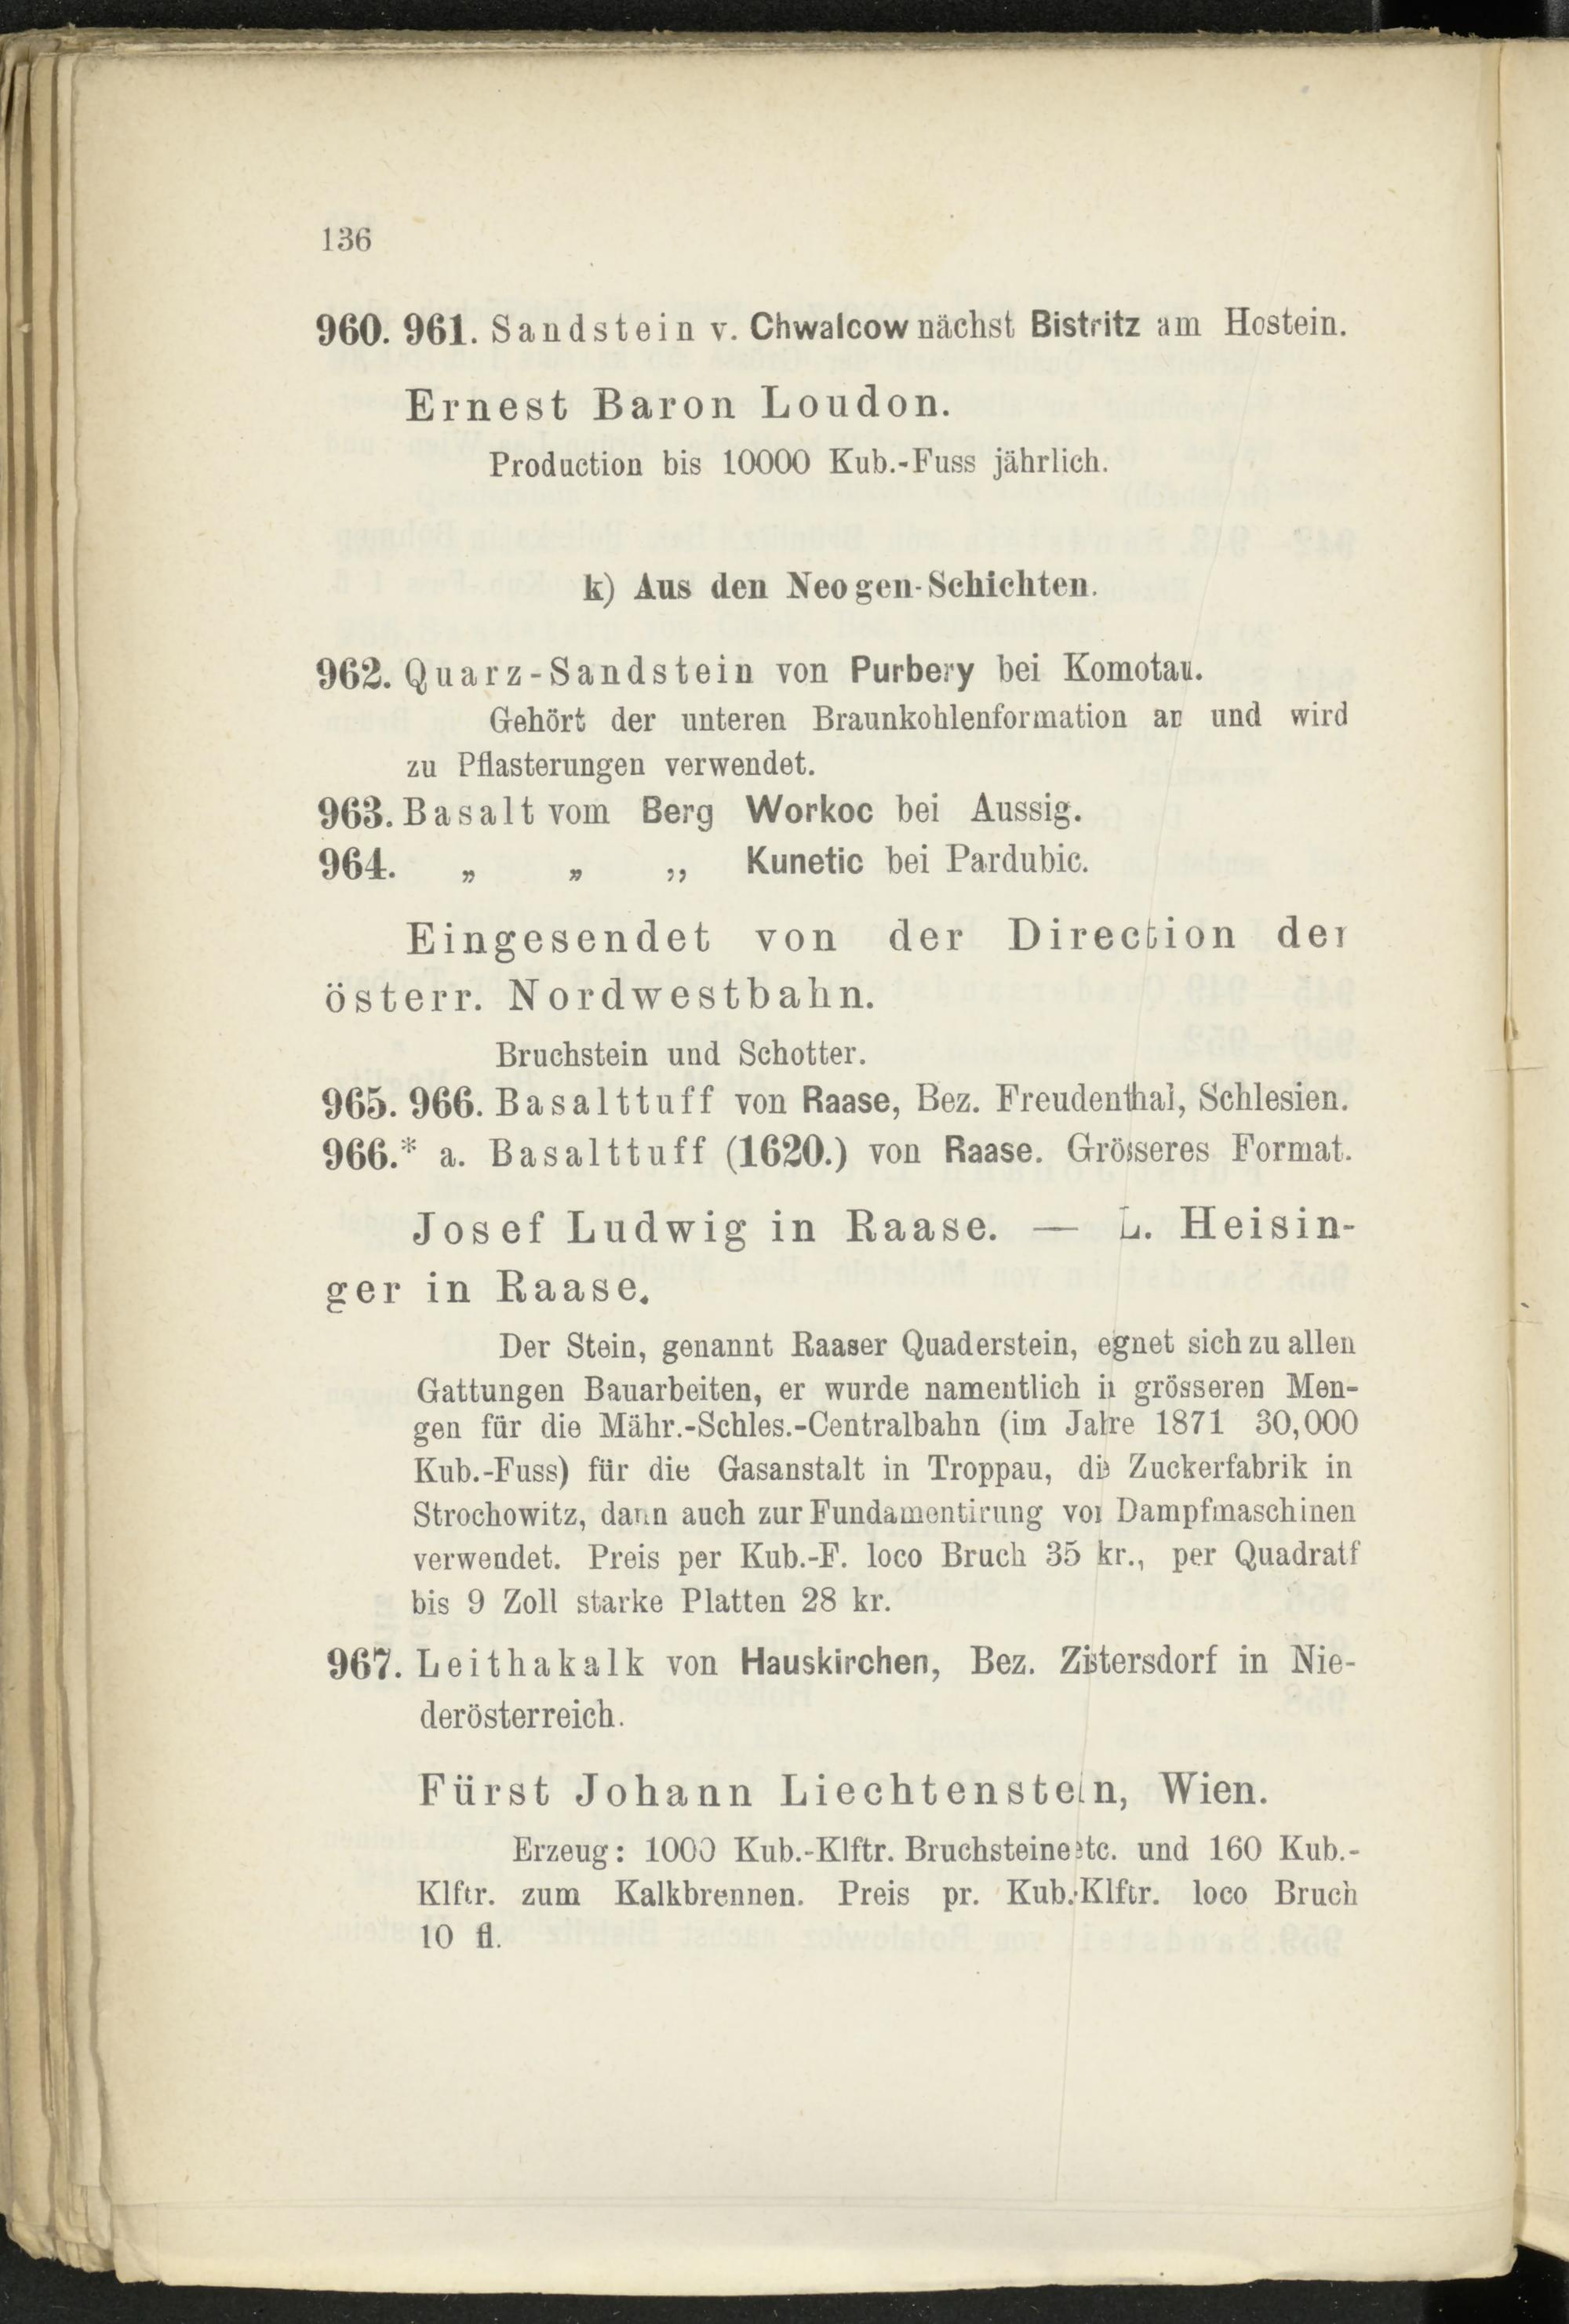 136
960. 961. Sandstein v. Chwalcow nächst Bistritz am Hostein.
Ernest Baron Loudon.
Production bis 10000 Kub.-Fuss jährlich.
k) Aus den Neogen-Schichten.
962. Quarz-Sandstein von Purbery bei Komotau.
Gehört der unteren Braunkohlenformation an und wird
zu Pflasterungen verwendet.
963. Basalt vom Berg Workoc bei Aussig.
964. „ „ ,, Kunetic bei Pardubic.
Eingesendet von der Direction der
österr. Nordwestbahn.
Bruchstein und Schotter.
965. 966. Basalttuff von Raase, Bez. Freudenthal, Schlesien.
966.* a. Basalttuff (1620.) von Raase. Grösseres Format.
Josef Ludwig in Raase. — L. Heisin-
ger in Raase.
Der Stein, genannt Raaser Quaderstein, eignet sich zu allen
Gattungen Bauarbeiten, er wurde namentlich in grösseren Men-
gen für die Mähr.-Schles.-Centralbahn (im Jahre 1871 30,000
Kub.-Fuss) für die Gasanstalt in Troppau, die Zuckerfabrik in
Strochowitz, dann auch zur Fundamentirung von Dampfmaschinen
verwendet. Preis per Kub.-F. loco Bruch 35 kr., per Quadratf
bis 9 Zoll starke Platten 28 kr.
967. Leithakalk von Hauskirchen, Bez. Zistersdorf in Nie-
derösterreich.
Fürst Johann Liechtenstein, Wien.
Erzeug: 1000 Kub.-Klftr. Bruchsteine etc. und 160 Kub.-
Klftr. zum Kalkbrennen. Preis pr. Kub.-Klftr. loco Bruch
10 fl.